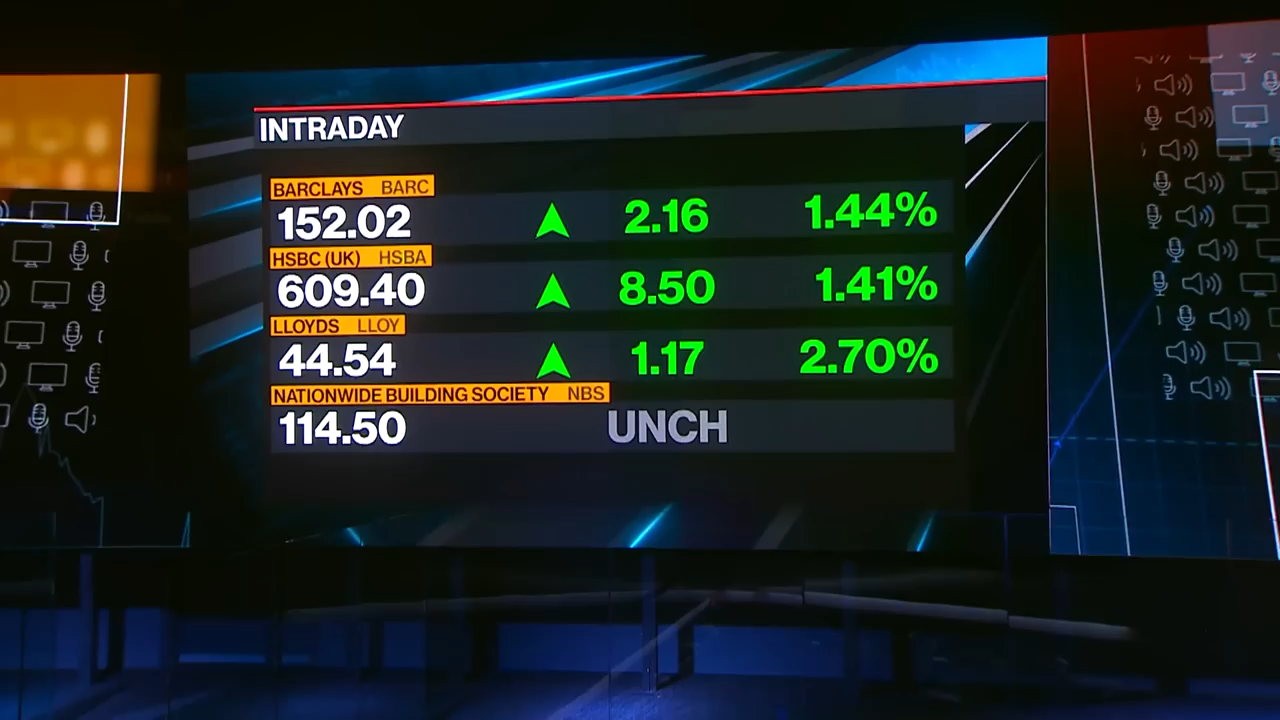 INTRADAY
BARCLAYS BARC
152.02 ▲ 2.16 1.44%
HSBC (UK) HSBA
609.40 ▲ 8.50 1.41%
LLOYDS LLOY
44.54 ▲ 1.17 2.70%
NATIONWIDE BUILDING SOCIETY NBS
114.50 UNCH